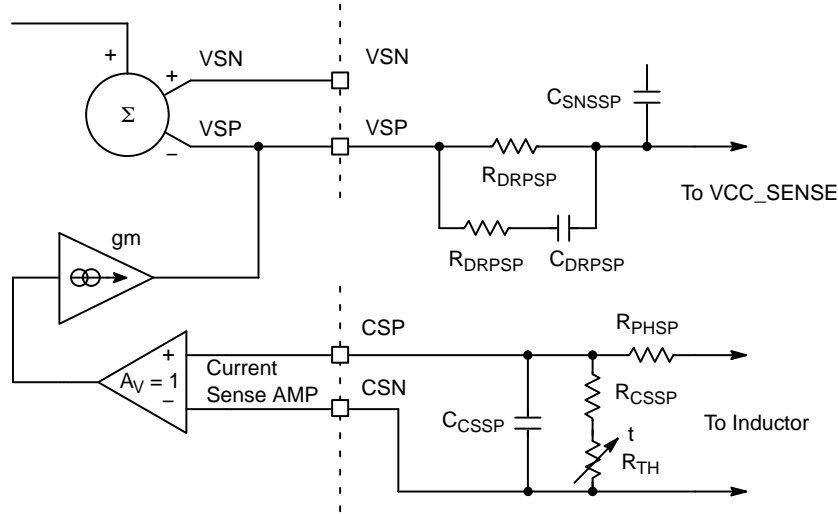 +
VSN
VSN
+
Σ
VSP
VSP
−
C_SNSSP
R_DRPSP
To VCC_SENSE
gm
R_DRPSP
C_DRPSP
CSP
R_PHSP
+
A_V = 1
−
Current
Sense AMP
CSN
C_CSSP
R_CSSP
t
R_TH
To Inductor